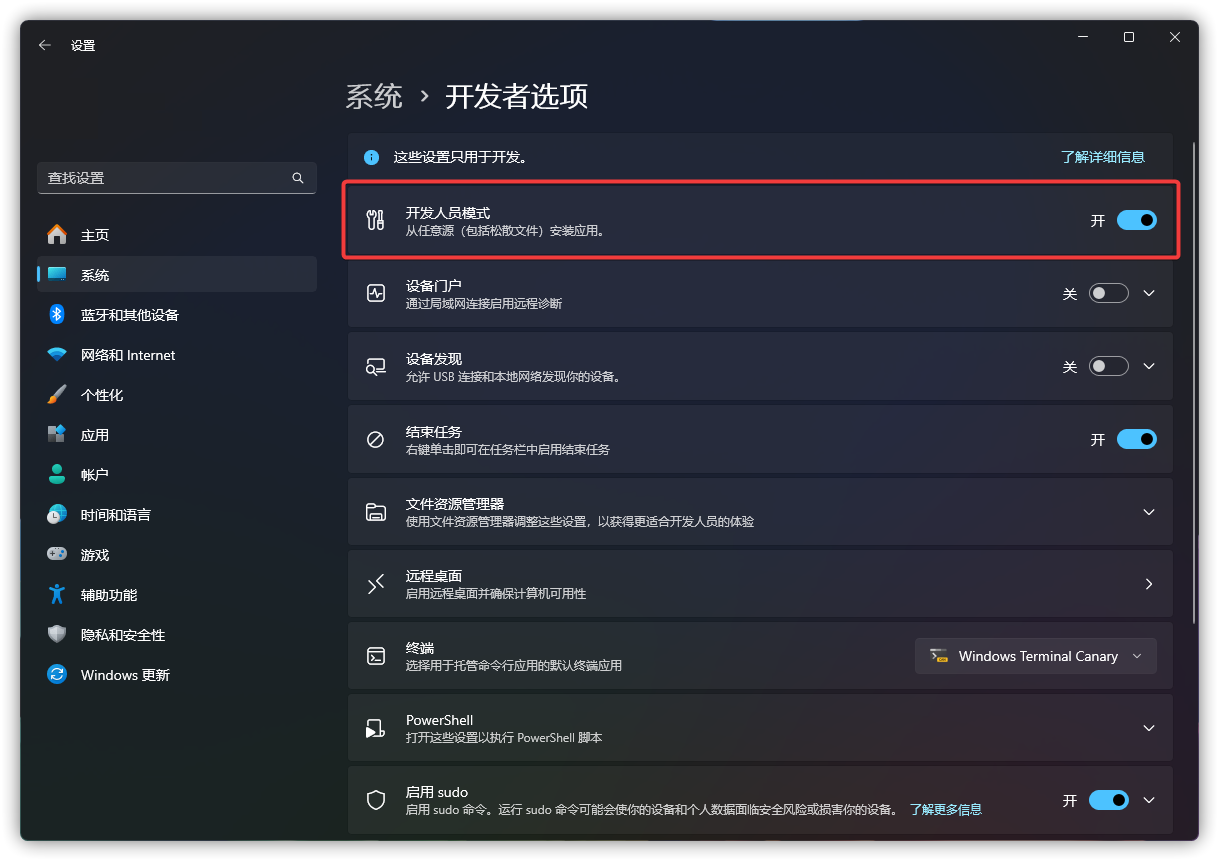 设置
系统 › 开发者选项
查找设置
主页
系统
蓝牙和其他设备
网络和 Internet
个性化
应用
帐户
时间和语言
游戏
辅助功能
隐私和安全性
Windows 更新
这些设置只用于开发。
了解详细信息
开发人员模式
从任意源（包括松散文件）安装应用。
开
设备门户
通过局域网连接启用远程诊断
关
设备发现
允许 USB 连接和本地网络发现你的设备。
关
结束任务
右键单击即可在任务栏中启用结束任务
开
文件资源管理器
使用文件资源管理器调整这些设置，以获得更适合开发人员的体验
远程桌面
启用远程桌面并确保计算机可用性
终端
选择用于托管命令行应用的默认终端应用
Windows Terminal Canary
PowerShell
打开这些设置以执行 PowerShell 脚本
启用 sudo
启用 sudo 命令。运行 sudo 命令可能会使你的设备和个人数据面临安全风险或损害你的设备。 了解更多信息
开